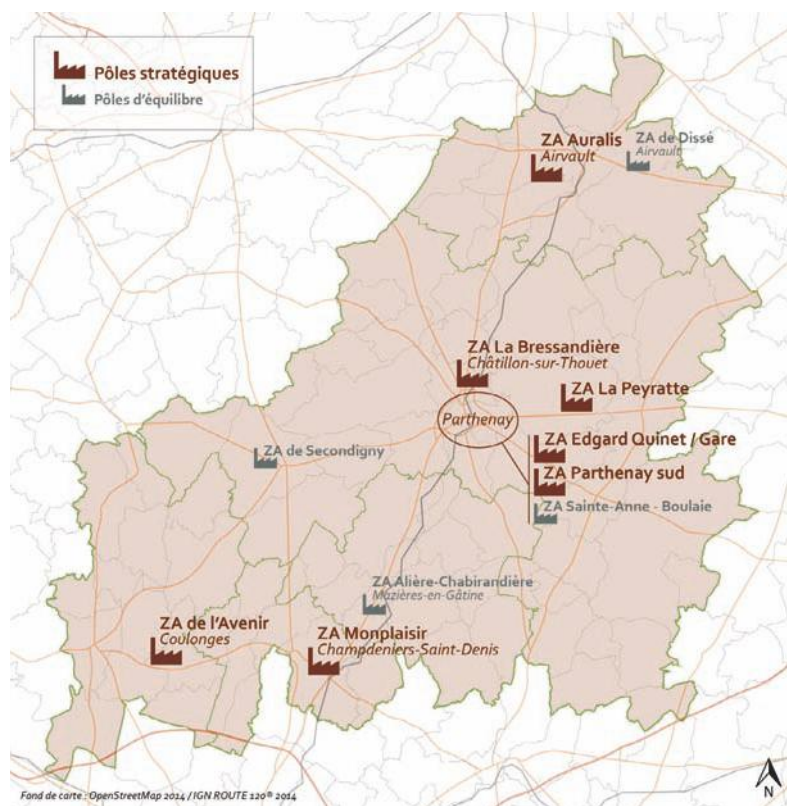 Pôles stratégiques
Pôles d'équilibre
ZA Auralis
Airvault
ZA de Dissé
Airvault
ZA La Bressandière
Châtillon-sur-Thouet
ZA La Peyratte
Parthenay
ZA Edgard Quinet / Gare
ZA de Secondigny
ZA Parthenay sud
ZA Sainte-Anne - Boulaie
ZA Alière-Chabirandière
Mazières-en-Gâtine
ZA de l'Avenir
Coulonges
ZA Monplaisir
Champdeniers-Saint-Denis
Fond de carte : OpenStreetMap 2014 / IGN ROUTE 120® 2014
N